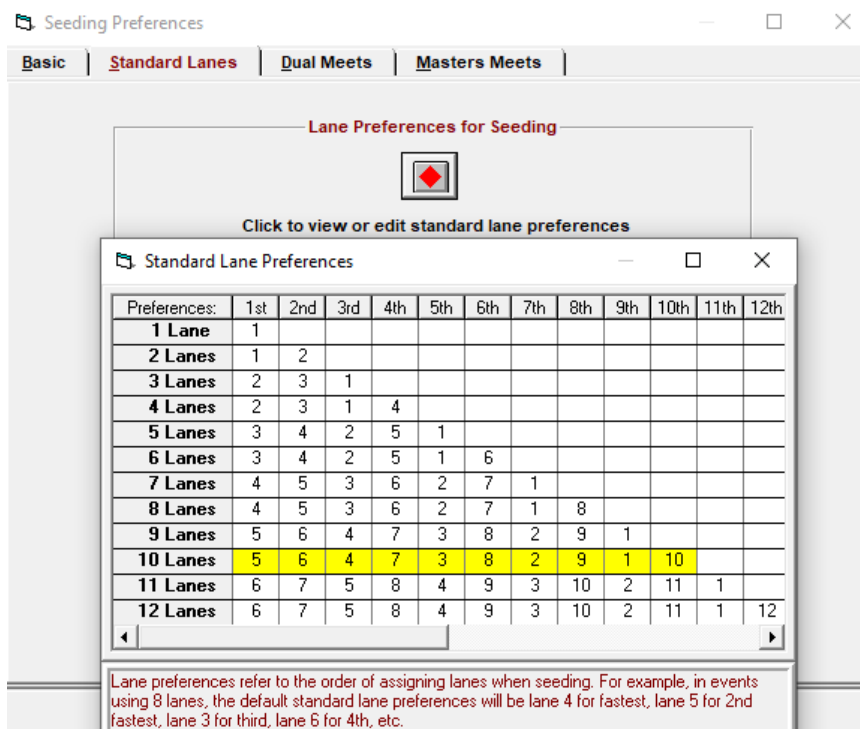 Seeding Preferences
Basic Standard Lanes Dual Meets Masters Meets
Lane Preferences for Seeding
Click to view or edit standard lane preferences
Standard Lane Preferences
Preferences: 1st 2nd 3rd 4th 5th 6th 7th 8th 9th 10th 11th 12th
1 Lane 1
2 Lanes 1 2
3 Lanes 2 3 1
4 Lanes 2 3 1 4
5 Lanes 3 4 2 5 1
6 Lanes 3 4 2 5 1 6
7 Lanes 4 5 3 6 2 7 1
8 Lanes 4 5 3 6 2 7 1 8
9 Lanes 5 6 4 7 3 8 2 9 1
10 Lanes 5 6 4 7 3 8 2 9 1 10
11 Lanes 6 7 5 8 4 9 3 10 2 11 1
12 Lanes 6 7 5 8 4 9 3 10 2 11 1 12
Lane preferences refer to the order of assigning lanes when seeding. For example, in events
using 8 lanes, the default standard lane preferences will be lane 4 for fastest, lane 5 for 2nd
fastest, lane 3 for third, lane 6 for 4th, etc.